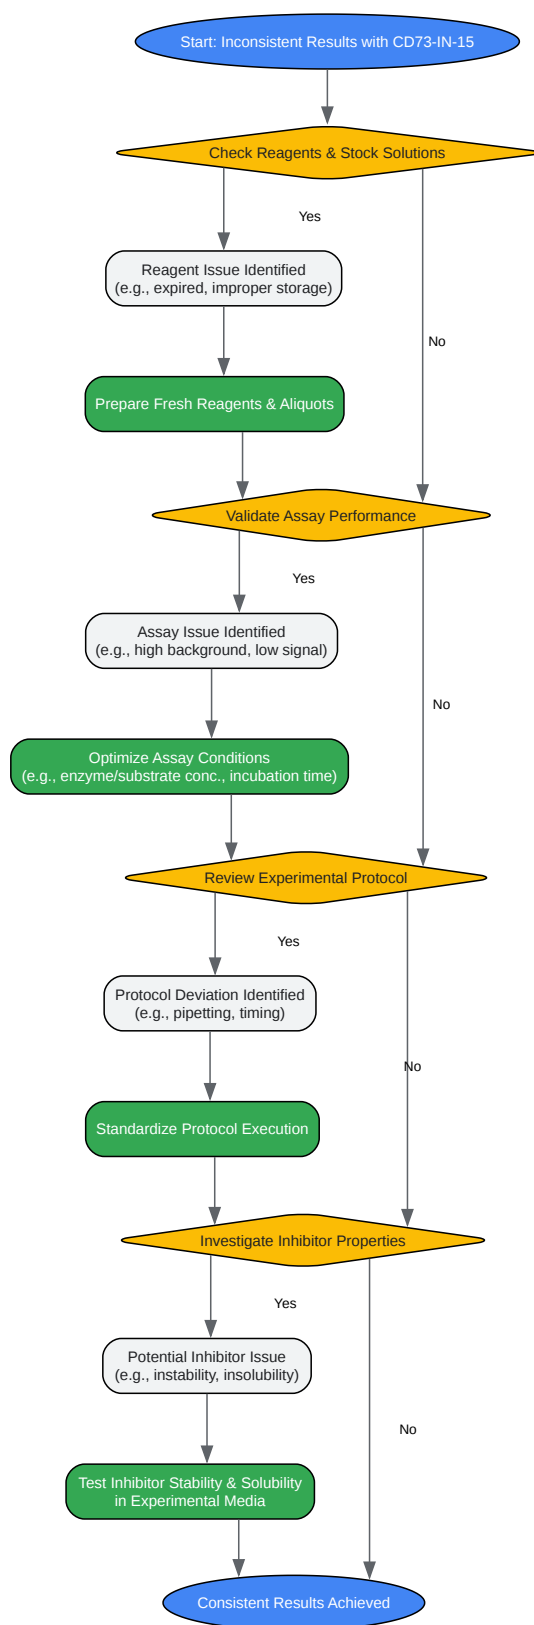 Start: Inconsistent Results with CD73-IN-15
Check Reagents & Stock Solutions
Yes
Reagent Issue Identified
(e.g., expired, improper storage)
No
Prepare Fresh Reagents & Aliquots
Validate Assay Performance
Yes
Assay Issue Identified
(e.g., high background, low signal)
No
Optimize Assay Conditions
(e.g., enzyme/substrate conc., incubation time)
Review Experimental Protocol
Yes
Protocol Deviation Identified
(e.g., pipetting, timing)
No
Standardize Protocol Execution
Investigate Inhibitor Properties
Yes
Potential Inhibitor Issue
(e.g., instability, insolubility)
No
Test Inhibitor Stability & Solubility
in Experimental Media
Consistent Results Achieved